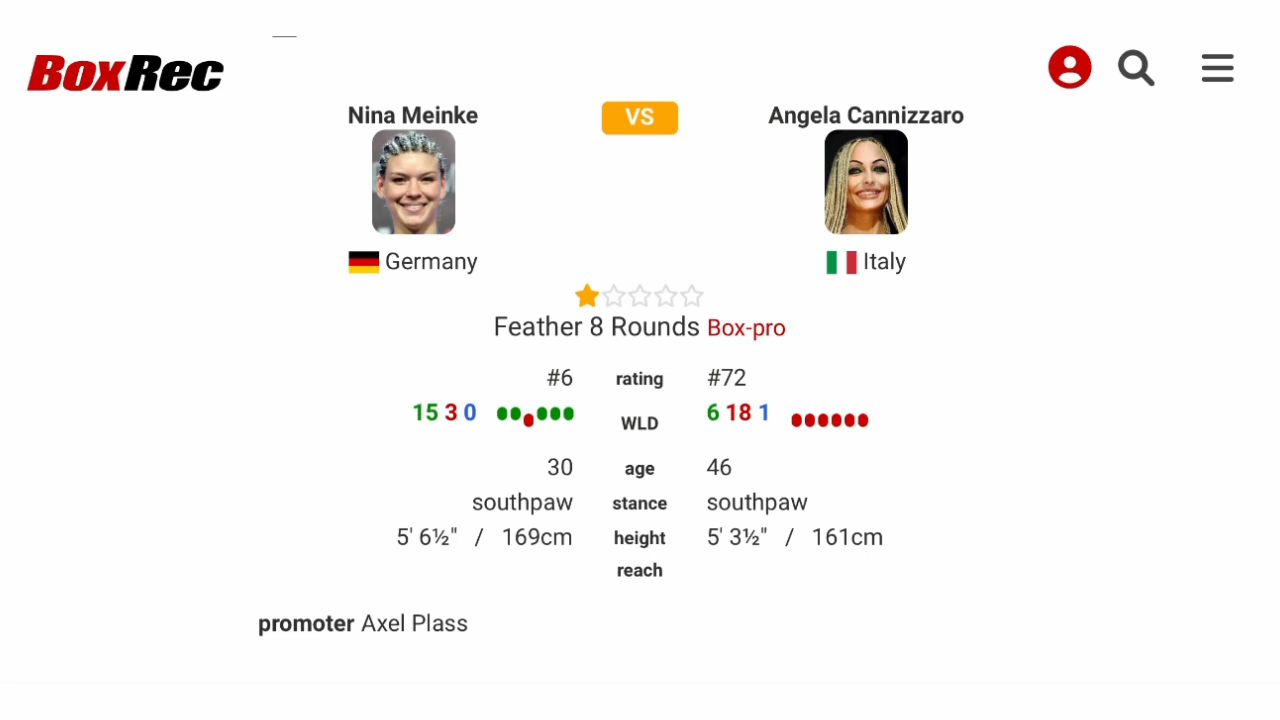 BoxRec
Nina Meinke VS Angela Cannizzaro
Germany Italy
Feather 8 Rounds Box-pro
#6 rating #72
15 3 0 WLD 6 18 1
30 age 46
southpaw stance southpaw
5' 6½" / 169cm height 5' 3½" / 161cm
reach
promoter Axel Plass